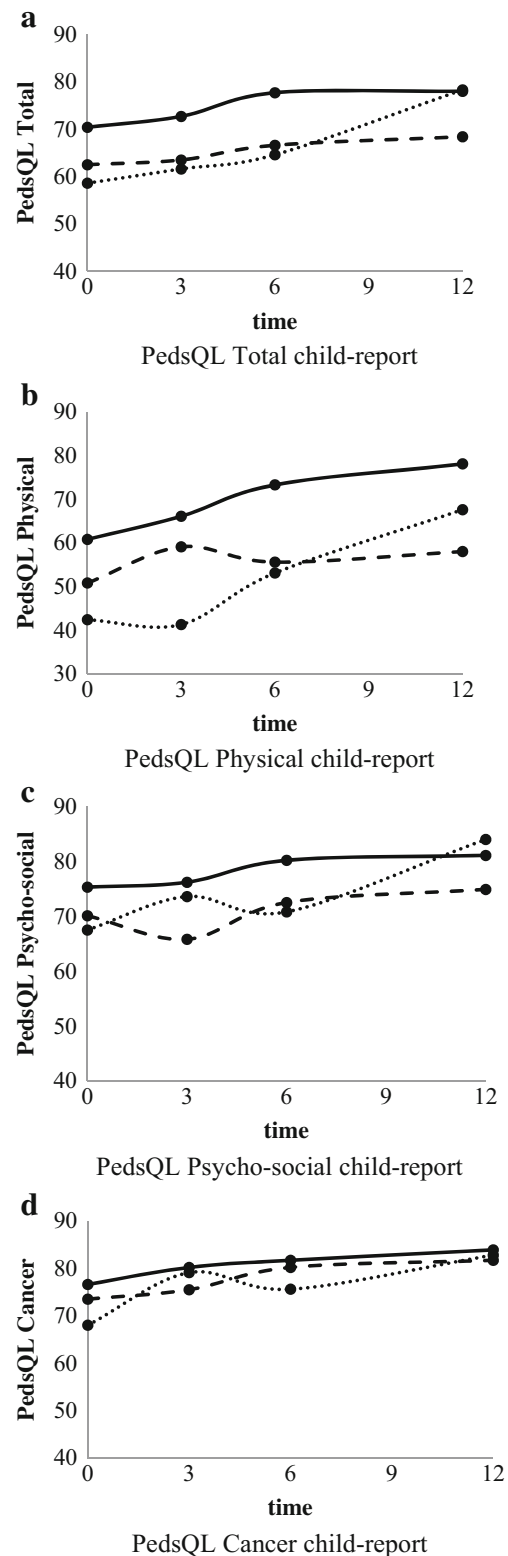 a
90
80
70
60
50
40
PedsQL Total
0 3 6 9 12
time
PedsQL Total child-report
b
90
80
70
60
50
40
30
PedsQL Physical
0 3 6 9 12
time
PedsQL Physical child-report
c
90
80
70
60
50
40
PedsQL Psycho-social
0 3 6 9 12
time
PedsQL Psycho-social child-report
d
90
80
70
60
50
40
PedsQL Cancer
0 3 6 9 12
time
PedsQL Cancer child-report